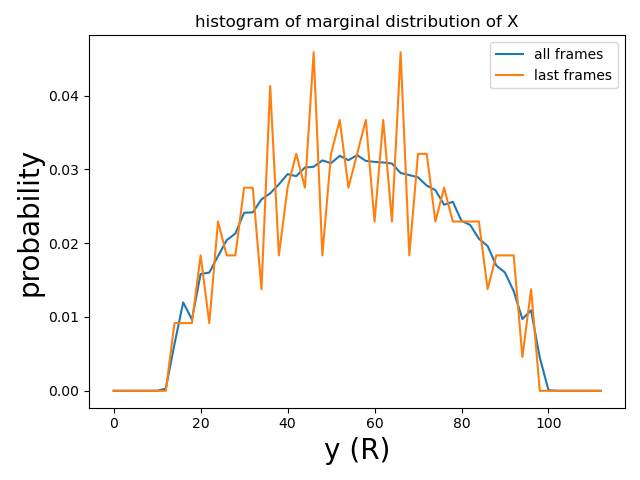 histogram of marginal distribution of X
all frames
last frames
probability
0.04
0.03
0.02
0.01
0.00
0 20 40 60 80 100
y (R)